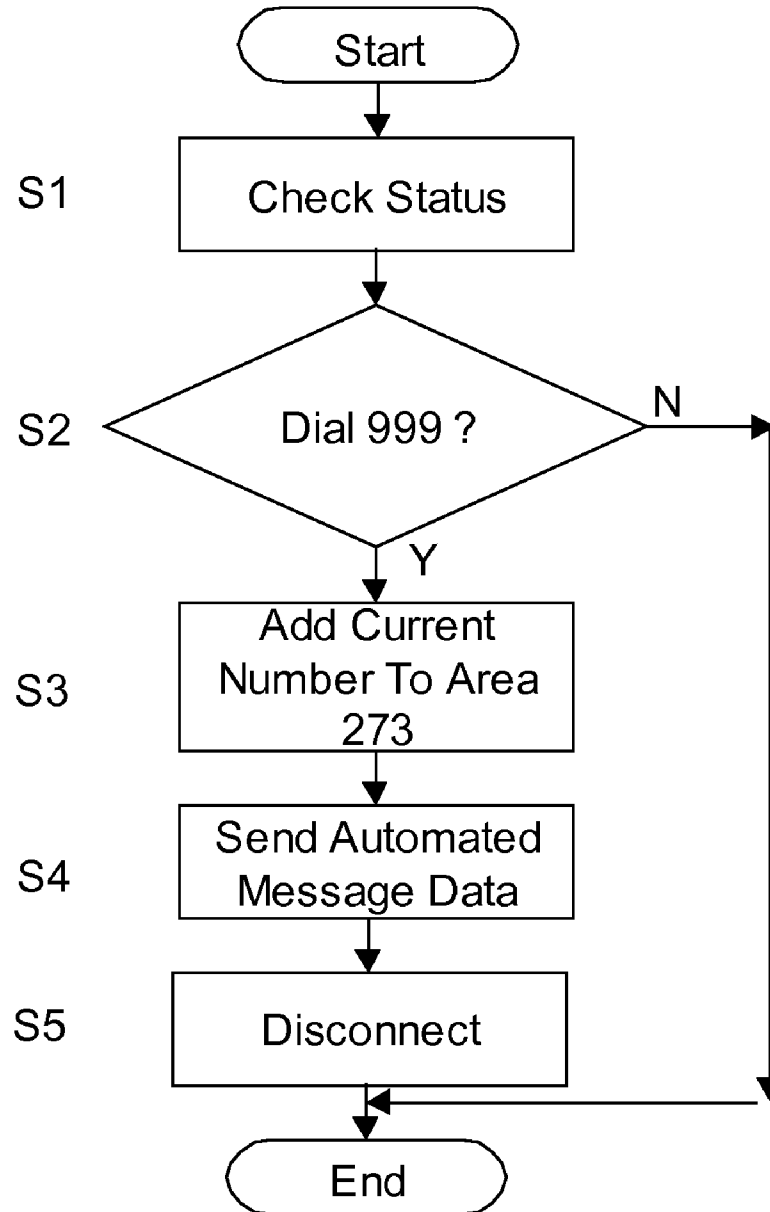 Start
S1
Check Status
S2
Dial 999 ?
N
Y
S3
Add Current
Number To Area
273
S4
Send Automated
Message Data
S5
Disconnect
End